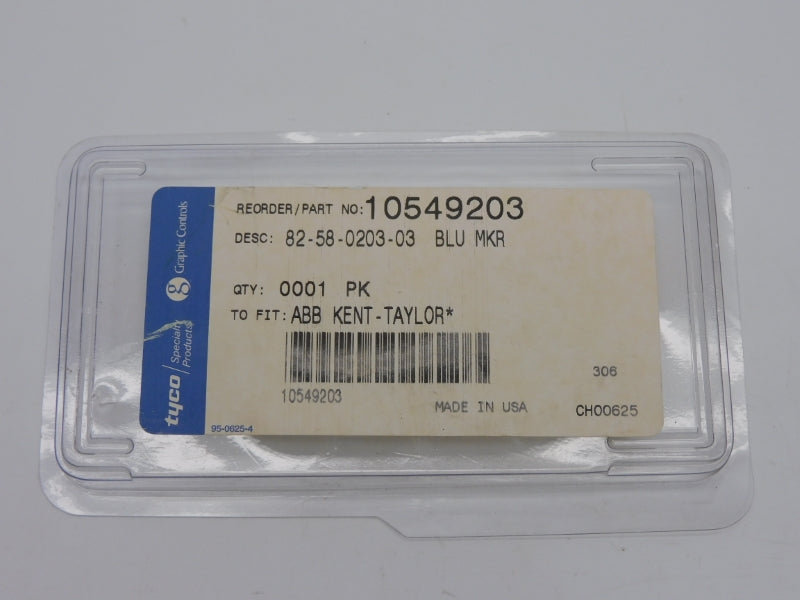 REORDER/PART NO: 10549203
DESC: 82-58-0203-03 BLU MKR
QTY: 0001 PK
TO FIT: ABB KENT-TAYLOR*
10549203
306
MADE IN USA
CH00625
95-0625-4
tyco
Specialty
Products
g Graphic Controls